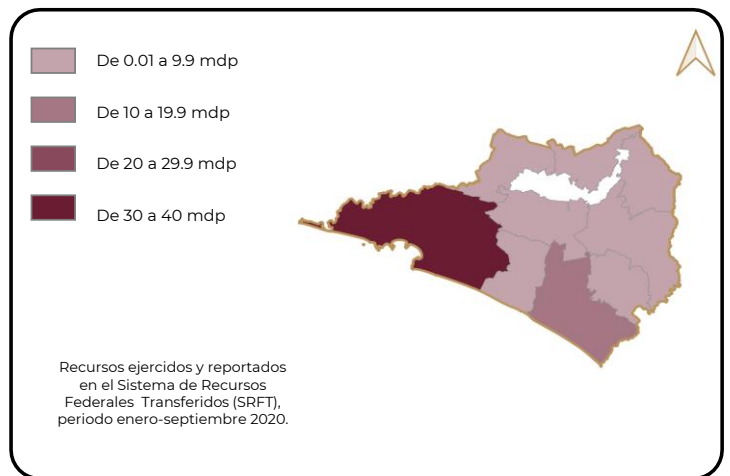 De 0.01 a 9.9 mdp
De 10 a 19.9 mdp
De 20 a 29.9 mdp
De 30 a 40 mdp
Recursos ejercidos y reportados
en el Sistema de Recursos
Federales Transferidos (SRFT),
periodo enero-septiembre 2020.